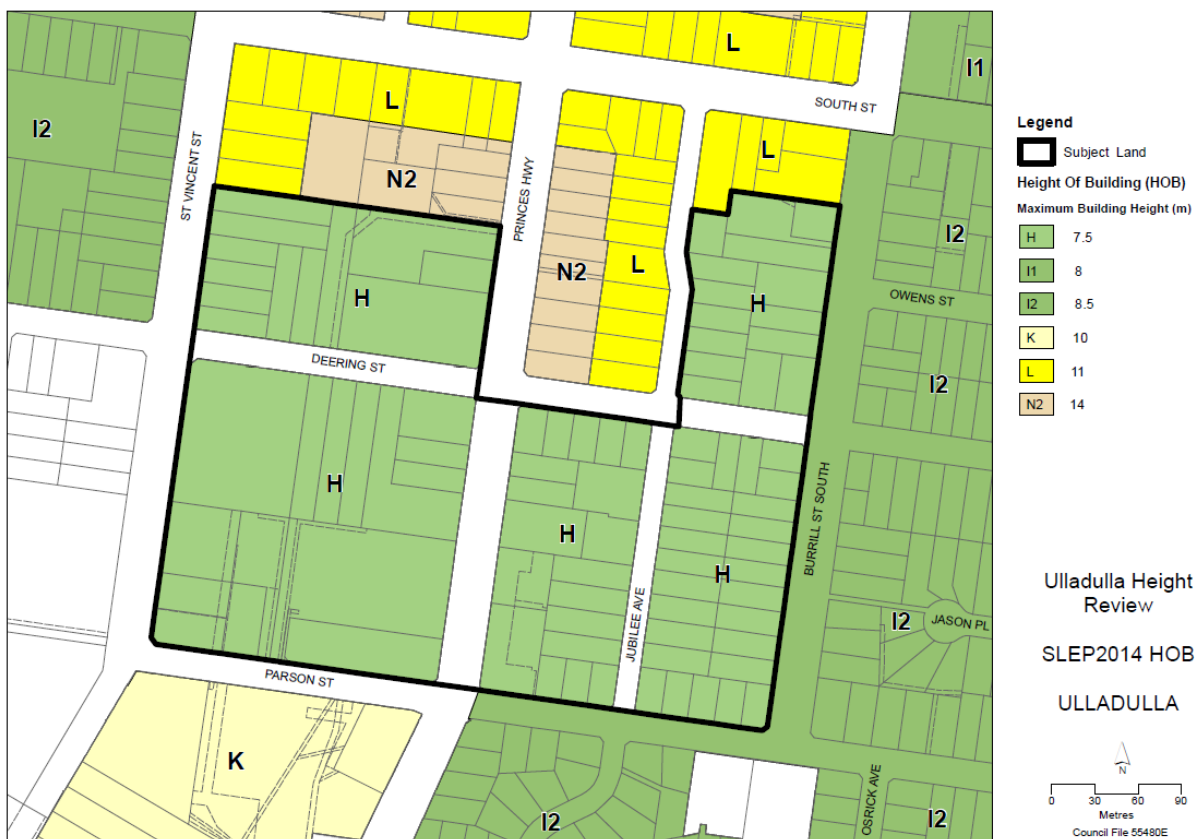 L
L
I1
SOUTH ST
I2
ST VINCENT ST
L
N2
PRINCES HWY
L
I2
N2
L
H
H
OWENS ST
DEERING ST
I2
H
H
H
BURRILL ST SOUTH
JUBILEE AVE
I2
JASON PL
PARSON ST
K
I2
OSRICK AVE
I2
Legend
Subject Land
Height Of Building (HOB)
Maximum Building Height (m)
H 7.5
I1 8
I2 8.5
K 10
L 11
N2 14
Ulladulla Height
Review
SLEP2014 HOB
ULLADULLA
N
0 30 60 90
Metres
Council File 55480E